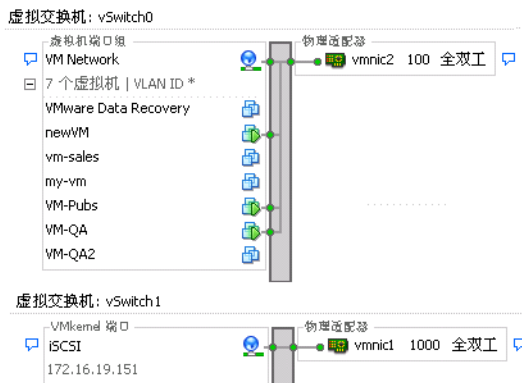 虚拟交换机: vSwitch0
虚拟机端口组 物理适配器
VM Network vmnic2 100 全双工
7 个虚拟机 | VLAN ID *
VMware Data Recovery
newVM
vm-sales
my-vm
VM-Pubs
VM-QA
VM-QA2
虚拟交换机: vSwitch1
VMkernel 端口 物理适配器
iSCSI vmnic1 1000 全双工
172.16.19.151